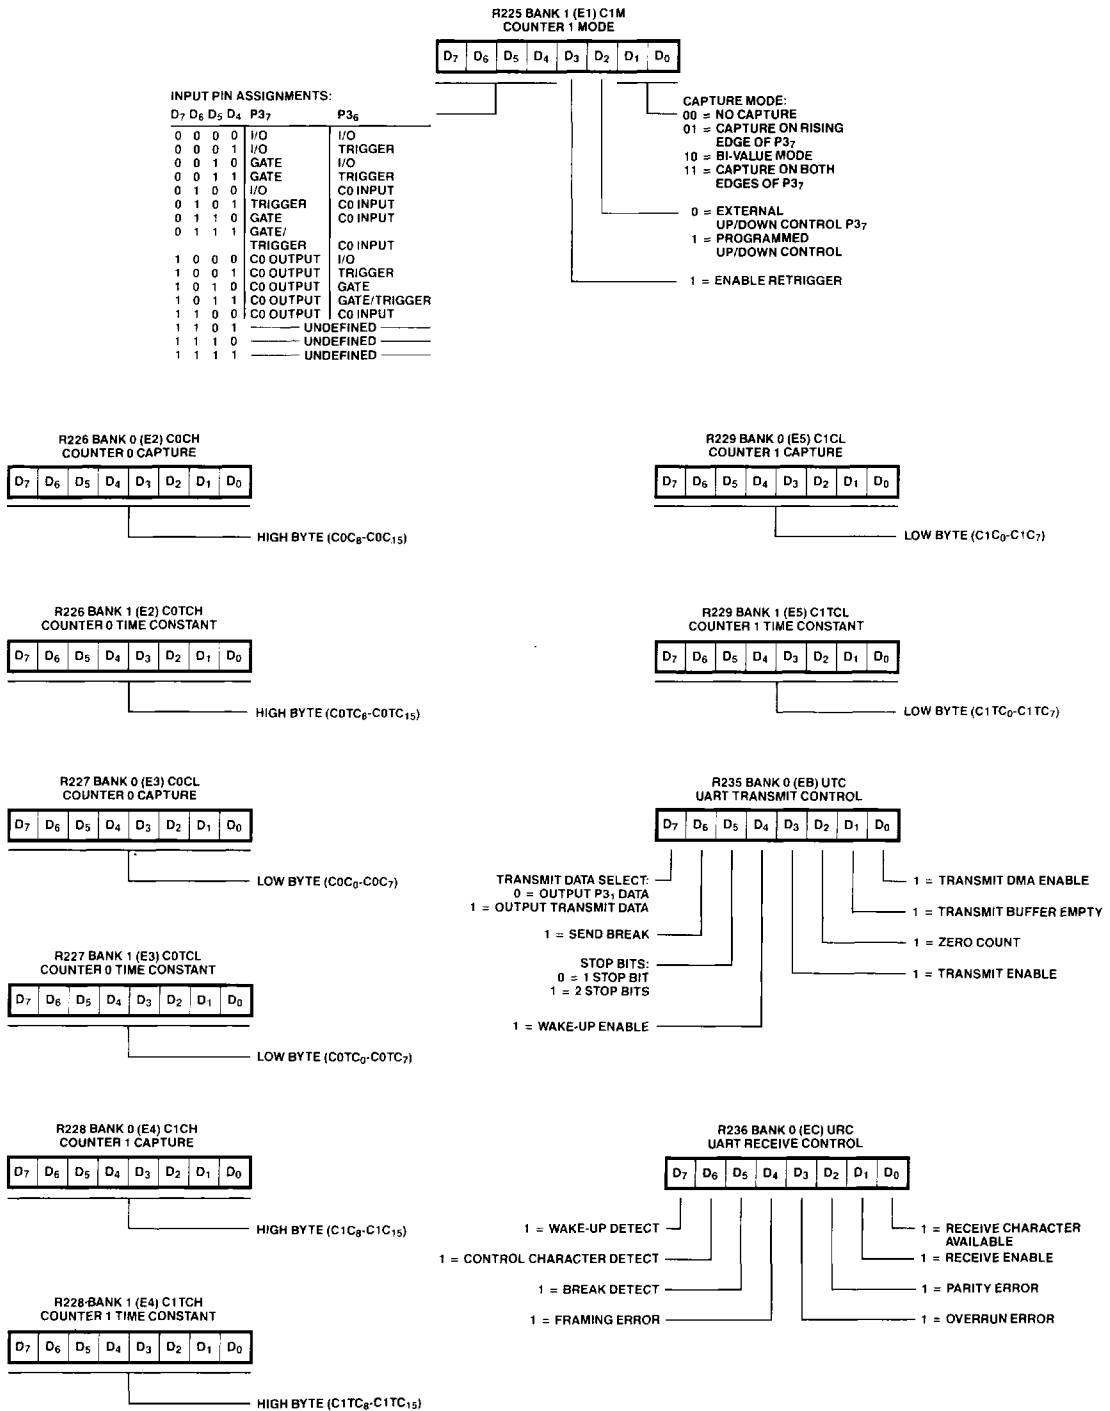 R225 BANK 1 (E1) C1M
COUNTER 1 MODE
D7 D6 D5 D4 D3 D2 D1 D0
INPUT PIN ASSIGNMENTS:
D7 D6 D5 D4 P37 P36
0 0 0 0 I/O I/O
0 0 0 1 I/O TRIGGER
0 0 1 0 GATE I/O
0 0 1 1 GATE TRIGGER
0 1 0 0 I/O C0 INPUT
0 1 0 1 TRIGGER C0 INPUT
0 1 1 0 GATE C0 INPUT
0 1 1 1 GATE/
TRIGGER C0 INPUT
1 0 0 0 C0 OUTPUT I/O
1 0 0 1 C0 OUTPUT TRIGGER
1 0 1 0 C0 OUTPUT GATE
1 0 1 1 C0 OUTPUT GATE/TRIGGER
1 1 0 0 C0 OUTPUT C0 INPUT
1 1 0 1 UNDEFINED
1 1 1 0 UNDEFINED
1 1 1 1 UNDEFINED
CAPTURE MODE:
00 = NO CAPTURE
01 = CAPTURE ON RISING
EDGE OF P37
10 = BI-VALUE MODE
11 = CAPTURE ON BOTH
EDGES OF P37
0 = EXTERNAL
UP/DOWN CONTROL P37
1 = PROGRAMMED
UP/DOWN CONTROL
1 = ENABLE RETRIGGER
R226 BANK 0 (E2) C0CH
COUNTER 0 CAPTURE
D7 D6 D5 D4 D3 D2 D1 D0
HIGH BYTE (C0C8-C0C15)
R229 BANK 0 (E5) C1CL
COUNTER 1 CAPTURE
D7 D6 D5 D4 D3 D2 D1 D0
LOW BYTE (C1C0-C1C7)
R226 BANK 1 (E2) C0TCH
COUNTER 0 TIME CONSTANT
D7 D6 D5 D4 D3 D2 D1 D0
HIGH BYTE (C0TC8-C0TC15)
R229 BANK 1 (E5) C1TCL
COUNTER 1 TIME CONSTANT
D7 D6 D5 D4 D3 D2 D1 D0
LOW BYTE (C1TC0-C1TC7)
R227 BANK 0 (E3) C0CL
COUNTER 0 CAPTURE
D7 D6 D5 D4 D3 D2 D1 D0
LOW BYTE (C0C0-C0C7)
R235 BANK 0 (EB) UTC
UART TRANSMIT CONTROL
D7 D6 D5 D4 D3 D2 D1 D0
TRANSMIT DATA SELECT:
0 = OUTPUT P31 DATA
1 = OUTPUT TRANSMIT DATA
1 = SEND BREAK
STOP BITS:
0 = 1 STOP BIT
1 = 2 STOP BITS
1 = WAKE-UP ENABLE
1 = TRANSMIT DMA ENABLE
1 = TRANSMIT BUFFER EMPTY
1 = ZERO COUNT
1 = TRANSMIT ENABLE
R227 BANK 1 (E3) C0TCL
COUNTER 0 TIME CONSTANT
D7 D6 D5 D4 D3 D2 D1 D0
LOW BYTE (C0TC0-C0TC7)
R228 BANK 0 (E4) C1CH
COUNTER 1 CAPTURE
D7 D6 D5 D4 D3 D2 D1 D0
HIGH BYTE (C1C8-C1C15)
R236 BANK 0 (EC) URC
UART RECEIVE CONTROL
D7 D6 D5 D4 D3 D2 D1 D0
1 = WAKE-UP DETECT
1 = CONTROL CHARACTER DETECT
1 = BREAK DETECT
1 = FRAMING ERROR
1 = RECEIVE CHARACTER
AVAILABLE
1 = RECEIVE ENABLE
1 = PARITY ERROR
1 = OVERRUN ERROR
R228-BANK 1 (E4) C1TCH
COUNTER 1 TIME CONSTANT
D7 D6 D5 D4 D3 D2 D1 D0
HIGH BYTE (C1TC8-C1TC15)